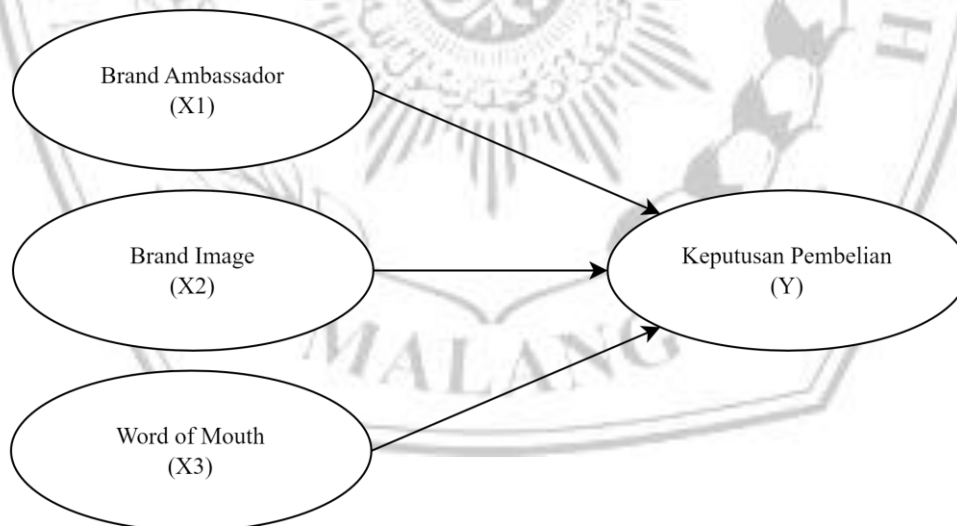 Brand Ambassador
(X1)
H
Brand Image
(X2)
Keputusan Pembelian
(Y)
MALANG
Word of Mouth
(X3)